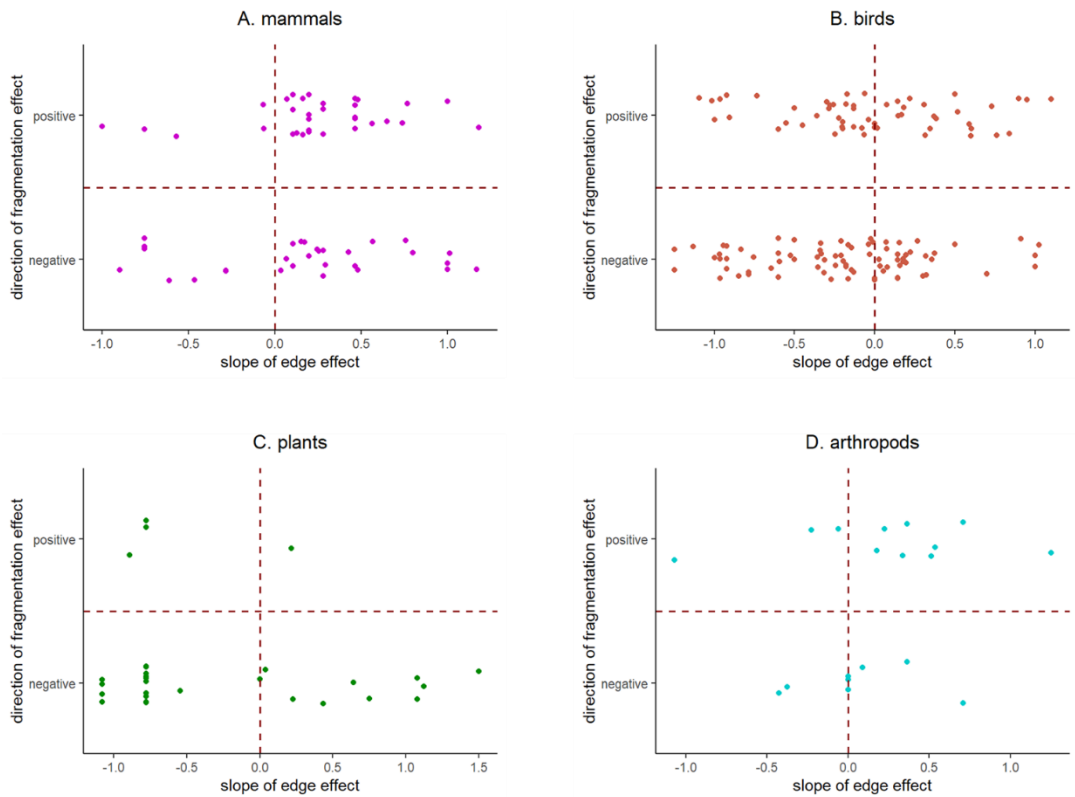 A. mammals
direction of fragmentation effect
positive
negative
-1.0
-0.5
0.0
0.5
1.0
slope of edge effect
B. birds
direction of fragmentation effect
positive
negative
-1.0
-0.5
0.0
0.5
1.0
slope of edge effect
C. plants
direction of fragmentation effect
positive
negative
-1.0
-0.5
0.0
0.5
1.0
1.5
slope of edge effect
D. arthropods
direction of fragmentation effect
positive
negative
-1.0
-0.5
0.0
0.5
1.0
slope of edge effect